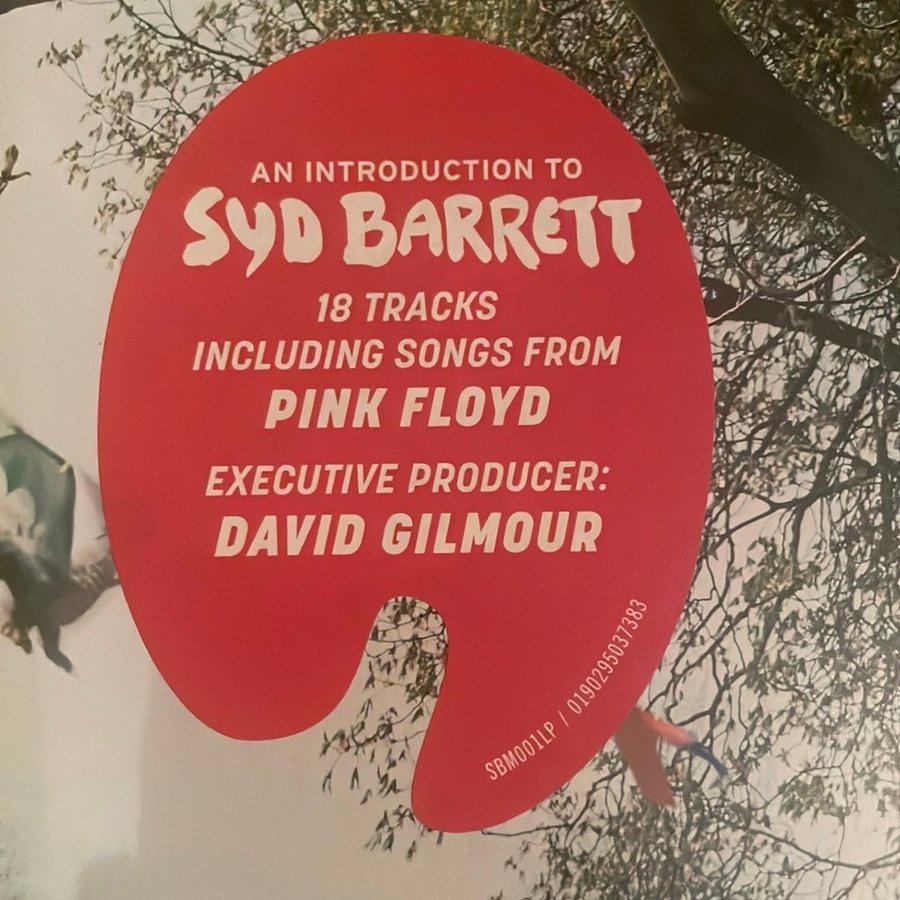 AN INTRODUCTION TO
SYD BARRETT
18 TRACKS
INCLUDING SONGS FROM
PINK FLOYD
EXECUTIVE PRODUCER:
DAVID GILMOUR
SBM001LP / 0190295037383